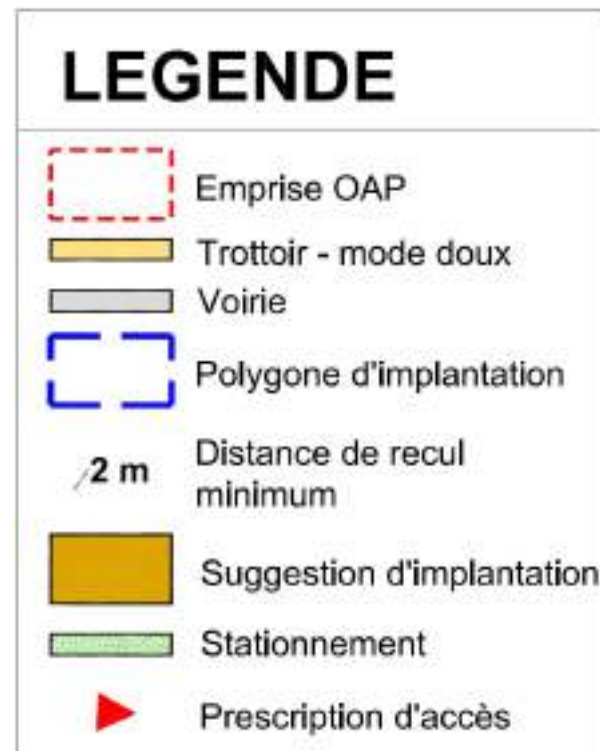 LEGENDE
Emprise OAP
Trottoir - mode doux
Voirie
Polygone d'implantation
2 m
Distance de recul
minimum
Suggestion d'implantation
Stationnement
Prescription d'accès